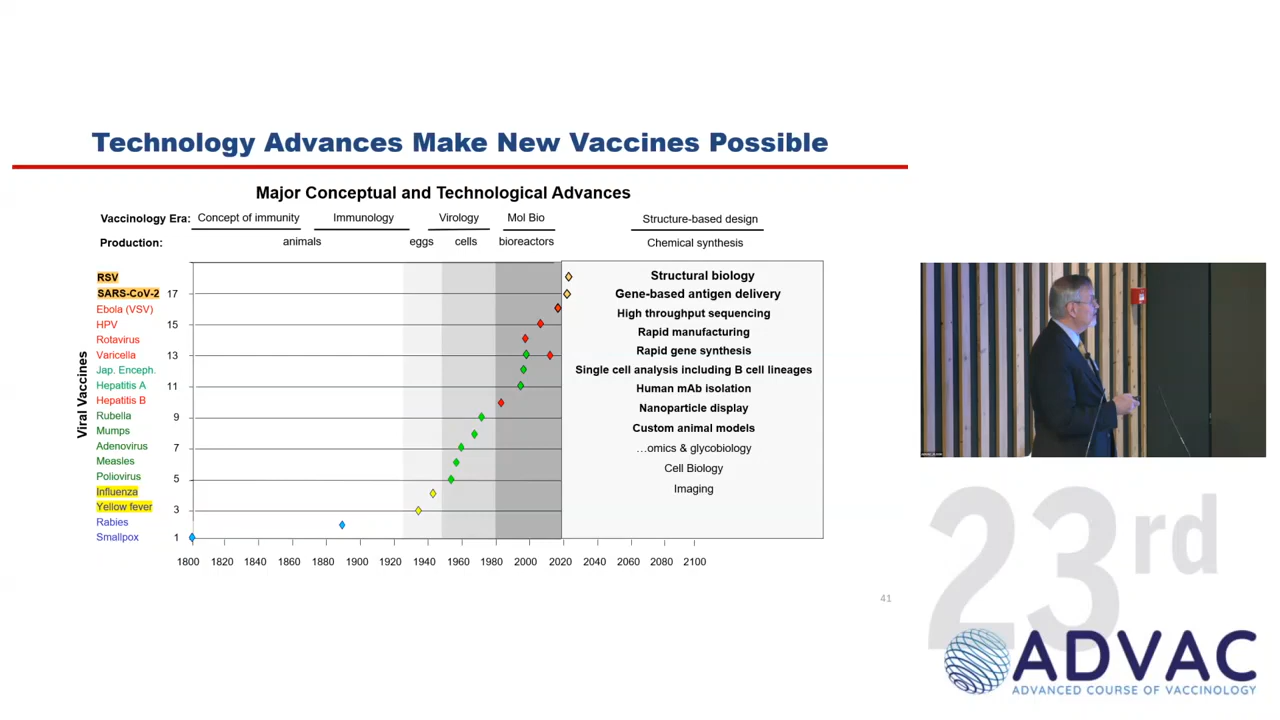 Technology Advances Make New Vaccines Possible
Major Conceptual and Technological Advances
Vaccinology Era: Concept of immunity Immunology Virology Mol Bio Structure-based design
Production: animals eggs cells bioreactors Chemical synthesis
Viral Vaccines
RSV
SARS-CoV-2 17
Ebola (VSV)
HPV 15
Rotavirus
Varicella 13
Jap. Enceph.
Hepatitis A 11
Hepatitis B
Rubella 9
Mumps
Adenovirus 7
Measles
Poliovirus 5
Influenza
Yellow fever 3
Rabies
Smallpox 1
1800 1820 1840 1860 1880 1900 1920 1940 1960 1980 2000 2020 2040 2060 2080 2100
Structural biology
Gene-based antigen delivery
High throughput sequencing
Rapid manufacturing
Rapid gene synthesis
Single cell analysis including B cell lineages
Human mAb isolation
Nanoparticle display
Custom animal models
…omics & glycobiology
Cell Biology
Imaging
41
23rd
ADVAC
ADVANCED COURSE OF VACCINOLOGY